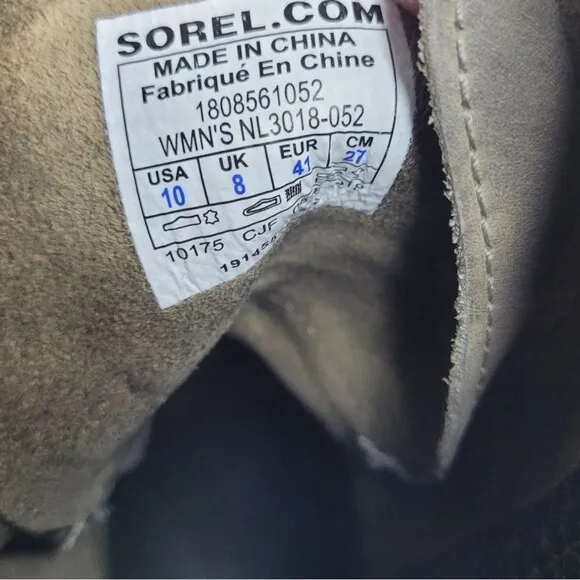 SOREL.COM
MADE IN CHINA
Fabriqué En Chine
1808561052
WMN'S NL3018-052
USA UK EUR CM
10 8 41 27
10175 CJF